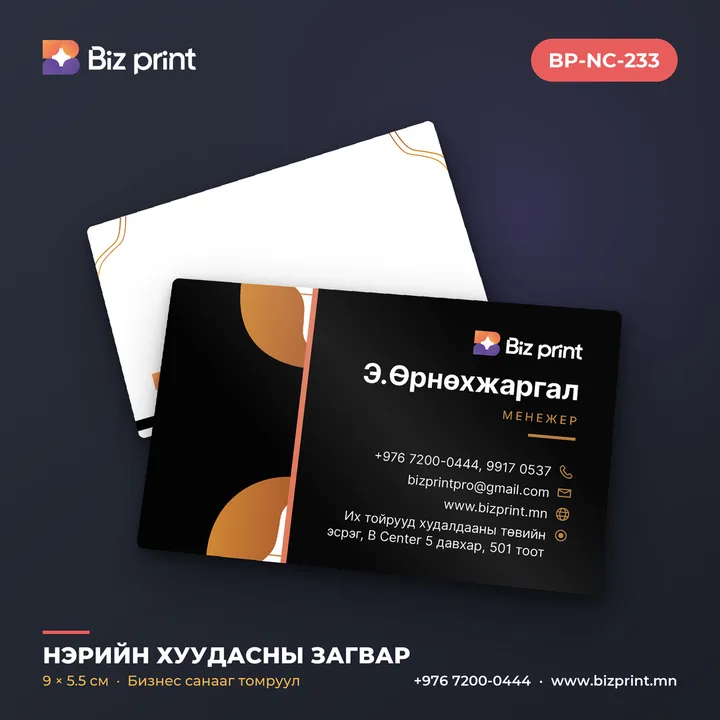 Biz print
BP-NC-233
Biz print
Э.Өрнөхжаргал
МЕНЕЖЕР
+976 7200-0444, 9917 0537
bizprintpro@gmail.com
www.bizprint.mn
Их тойрууд худалдааны төвийн
эсрэг, B Center 5 давхар, 501 тоот
НЭРИЙН ХУУДАСНЫ ЗАГВАР
9 × 5.5 см · Бизнес санааг томруул
+976 7200-0444 · www.bizprint.mn